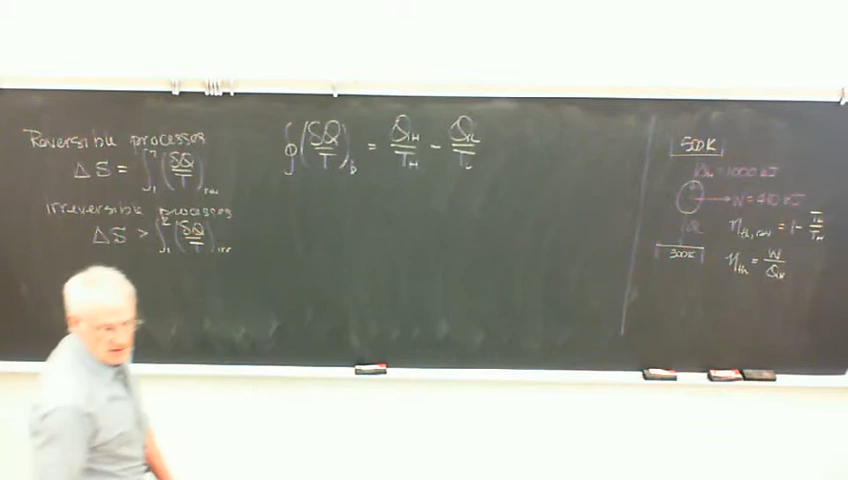 Reversible processes
ΔS = ∫₁² (δQ/T)rev
irreversible processes
ΔS > ∫₁² (δQ/T)irr
∮(δQ/T)b = QH/TH - QL/TL
500K
QH = 1000 kJ
W = 410 kJ
QL
300K
ηth, rev = 1 - TL/TH
ηth = W/QH